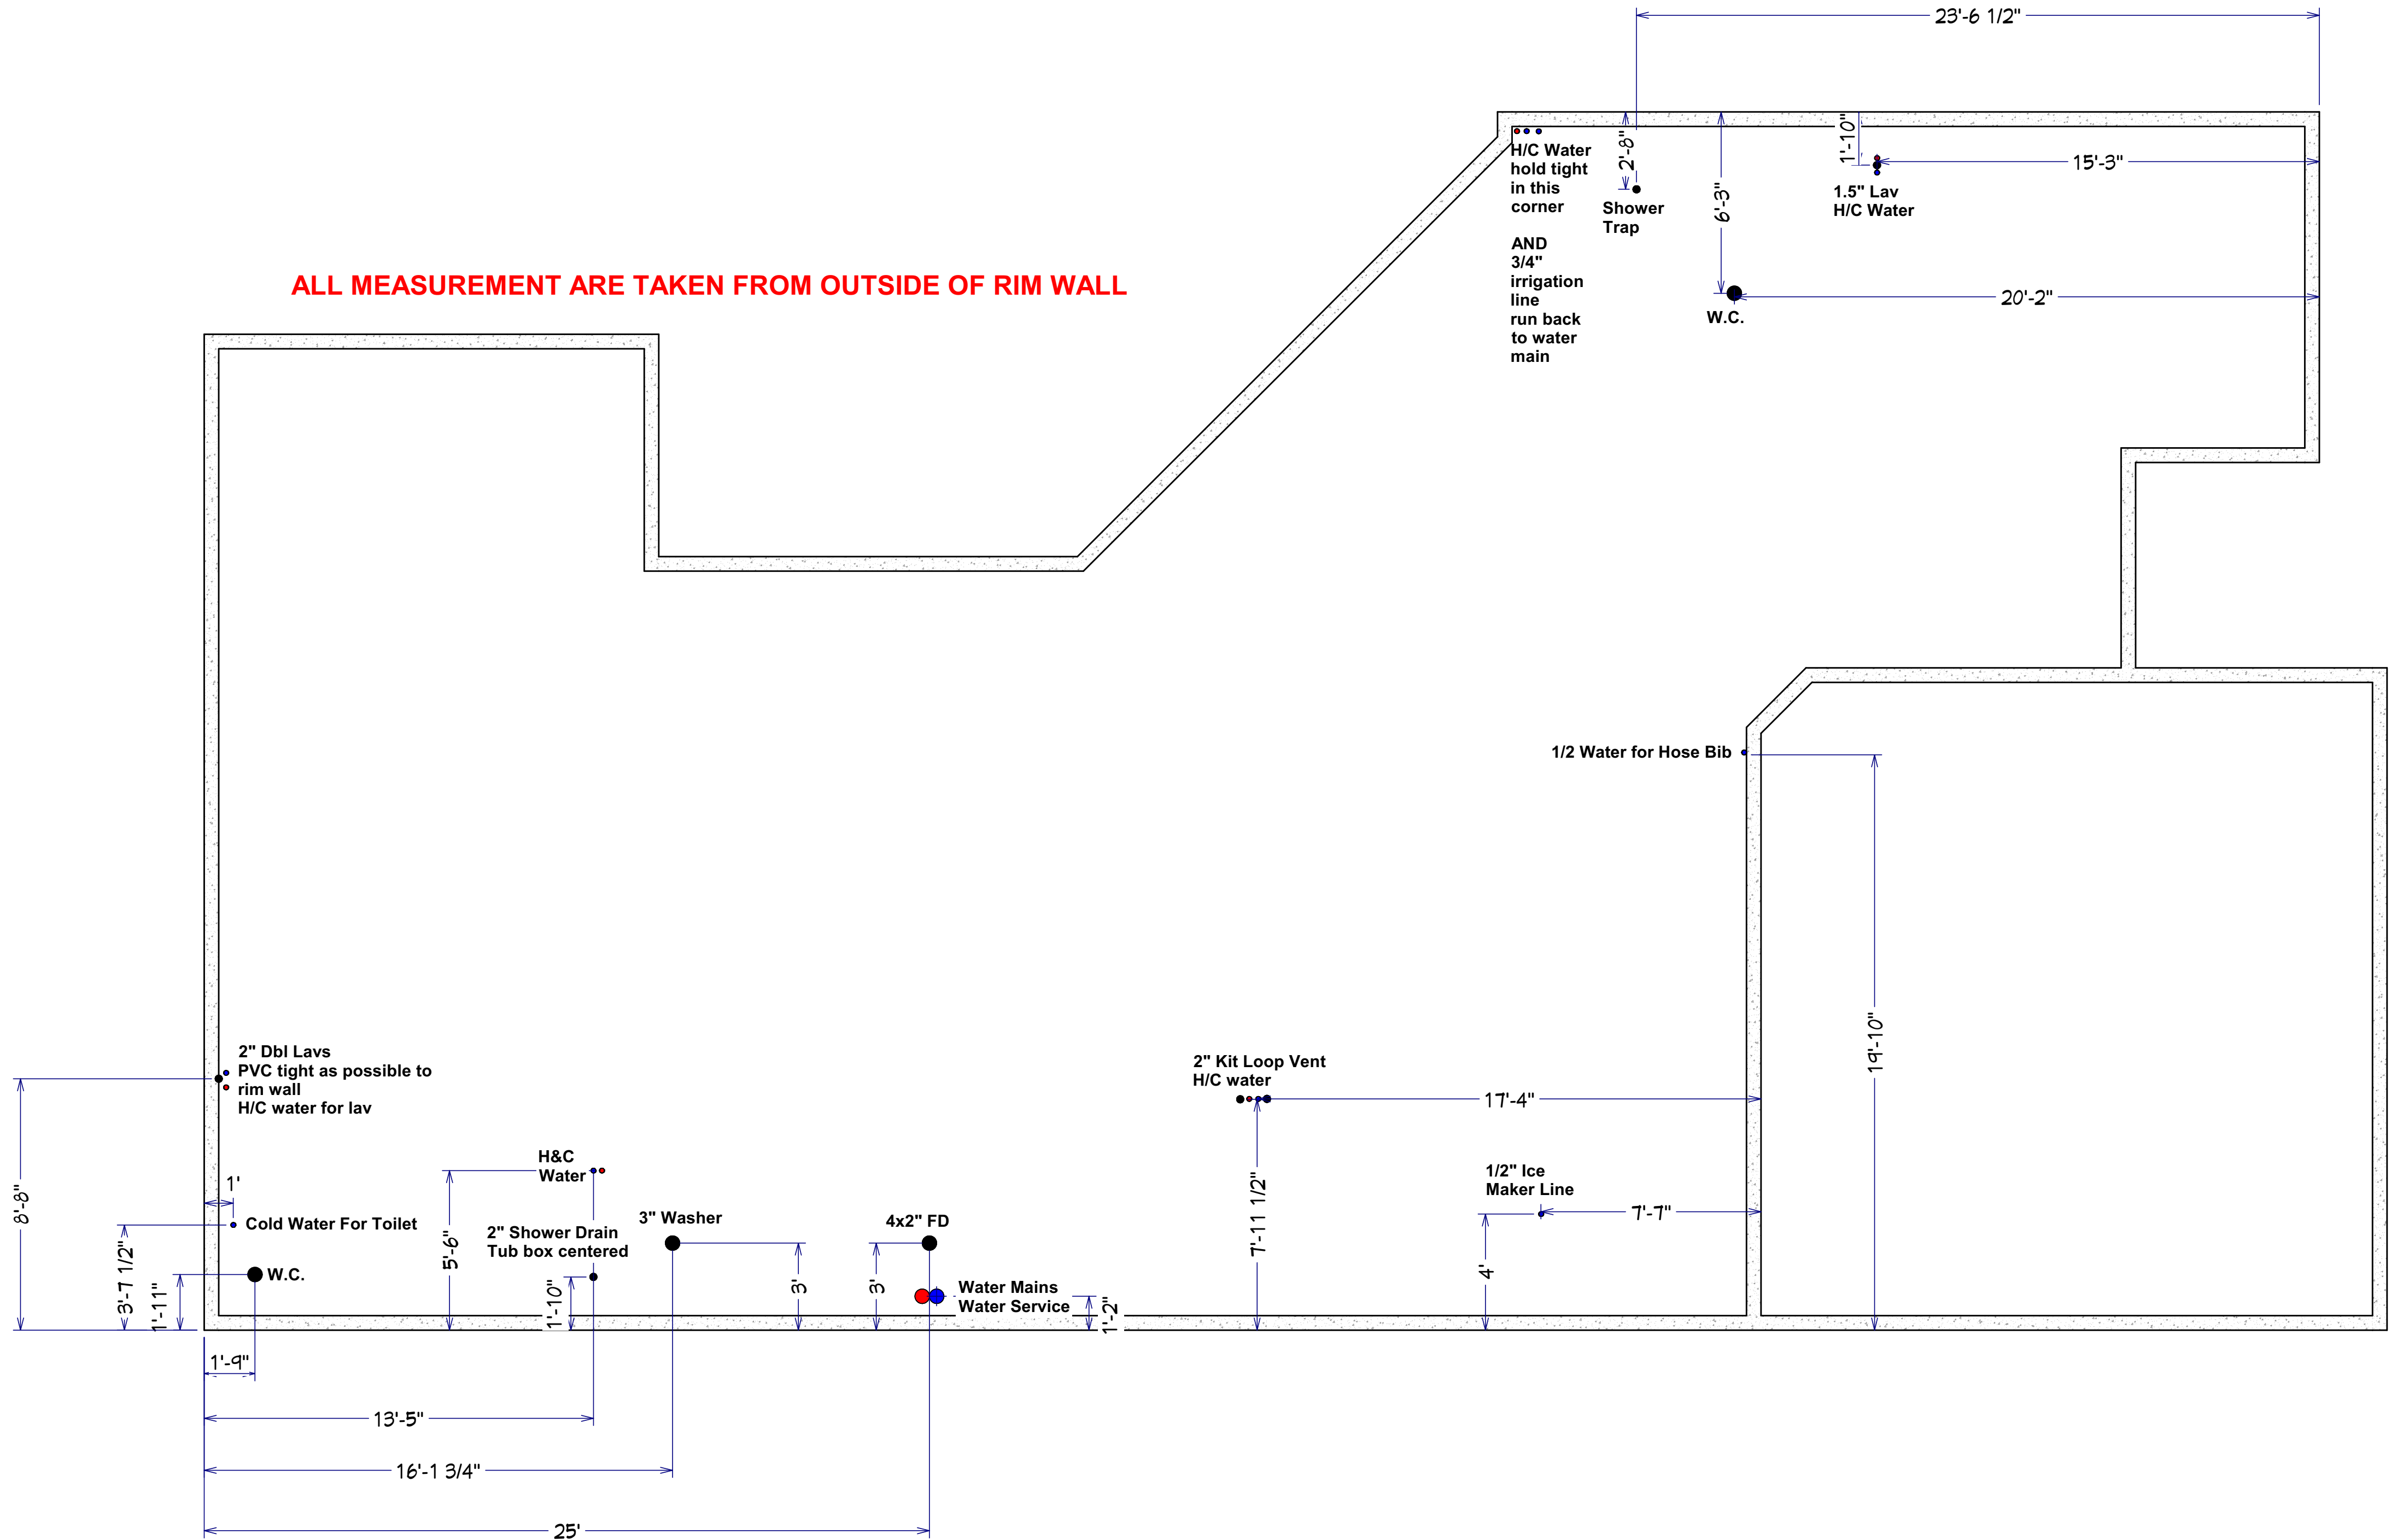 23'-6 1/2"
1'-10"
15'-3"
2'-8"
6'-3"
H/C Water
hold tight
in this
corner
AND
3/4"
irrigation
line
run back
to water
main
Shower
Trap
1.5" Lav
H/C Water
20'-2"
W.C.
ALL MEASUREMENT ARE TAKEN FROM OUTSIDE OF RIM WALL
1/2 Water for Hose Bib
19'-10"
2" Dbl Lavs
PVC tight as possible to
rim wall
H/C water for lav
2" Kit Loop Vent
H/C water
17'-4"
7'-11 1/2"
1/2" Ice
Maker Line
7'-7"
4'
8'-8"
1'
Cold Water For Toilet
3'-7 1/2"
1'-11"
W.C.
H&C
Water
5'-6"
2" Shower Drain
Tub box centered
1'-10"
3" Washer
3'
4x2" FD
3'
Water Mains
Water Service
1'-2"
1'-9"
13'-5"
16'-1 3/4"
25'